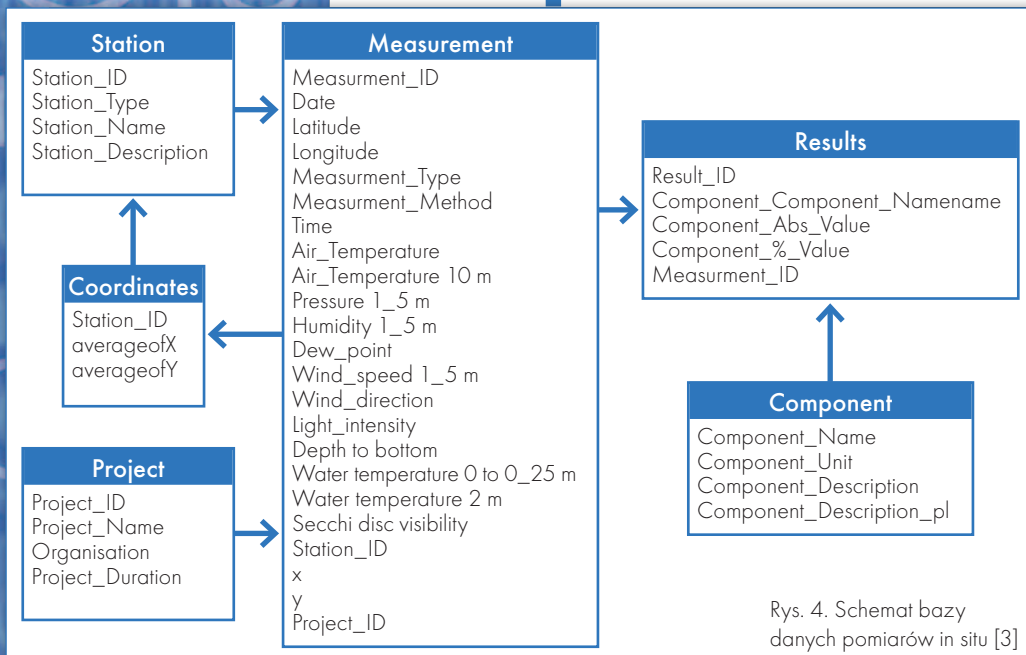 Station
Station_ID
Station_Type
Station_Name
Station_Description
Coordinates
Station_ID
averageofX
averageofY
Project
Project_ID
Project_Name
Organisation
Project_Duration
Measurement
Measurment_ID
Date
Latitude
Longitude
Measurment_Type
Measurment_Method
Time
Air_Temperature
Air_Temperature 10 m
Pressure 1_5 m
Humidity 1_5 m
Dew_point
Wind_speed 1_5 m
Wind_direction
Light_intensity
Depth to bottom
Water temperature 0 to 0_25 m
Water temperature 2 m
Secchi disc visibility
Station_ID
x
y
Project_ID
Results
Result_ID
Component_Component_Namename
Component_Abs_Value
Component_%_Value
Measurment_ID
Component
Component_Name
Component_Unit
Component_Description
Component_Description_pl
Rys. 4. Schemat bazy
danych pomiarów in situ [3]